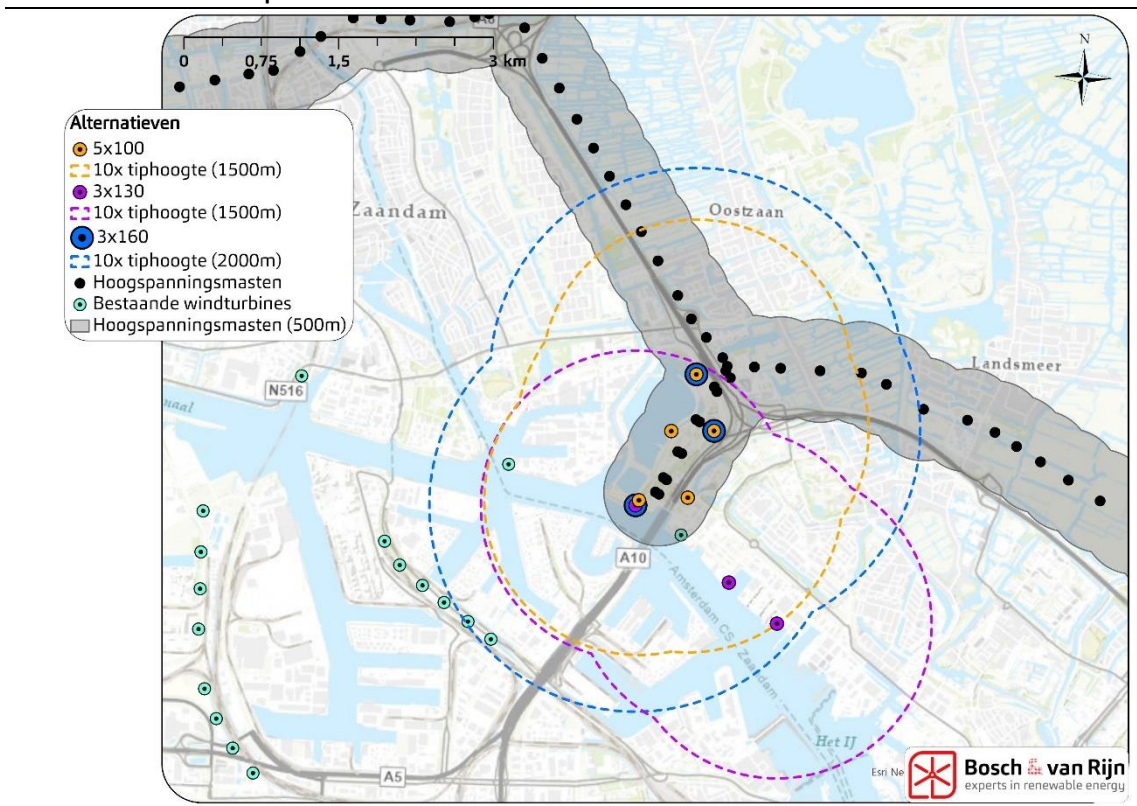 0 0,75 1,5 3 km
N
Alternatieven
5x100
10x tiphoogte (1500m)
3x130
10x tiphoogte (1500m)
3x160
10x tiphoogte (2000m)
Hoogspanningsmasten
Bestaande windturbines
Hoogspanningsmasten (500m)
Zaandam
Oostzaan
Landsmeer
N516
A10
Amsterdam CS - Zaandam
Het IJ
A5
Esri
Bosch & van Rijn
experts in renewable energy